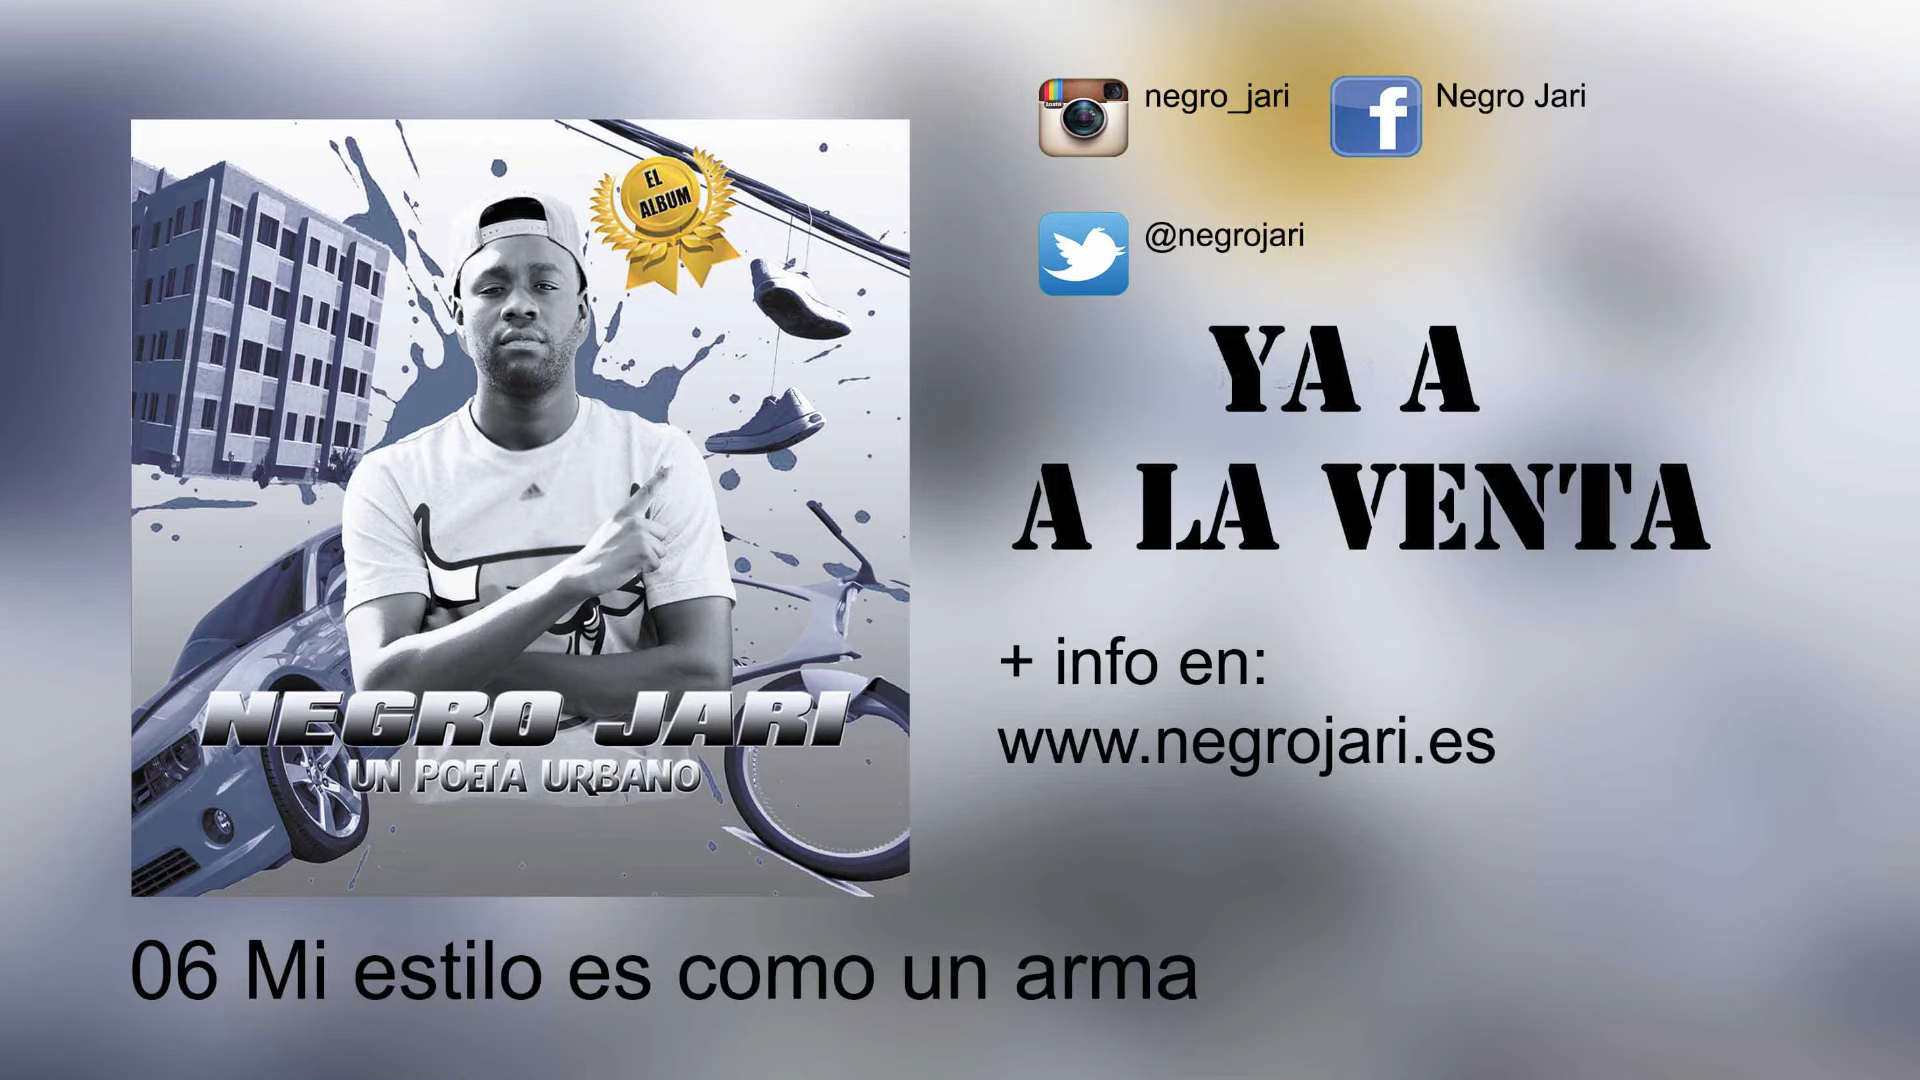 negro_jari
Negro Jari
@negrojari
EL
ALBUM
NEGRO JARI
UN POETA URBANO
YA A
A LA VENTA
+ info en:
www.negrojari.es
06 Mi estilo es como un arma